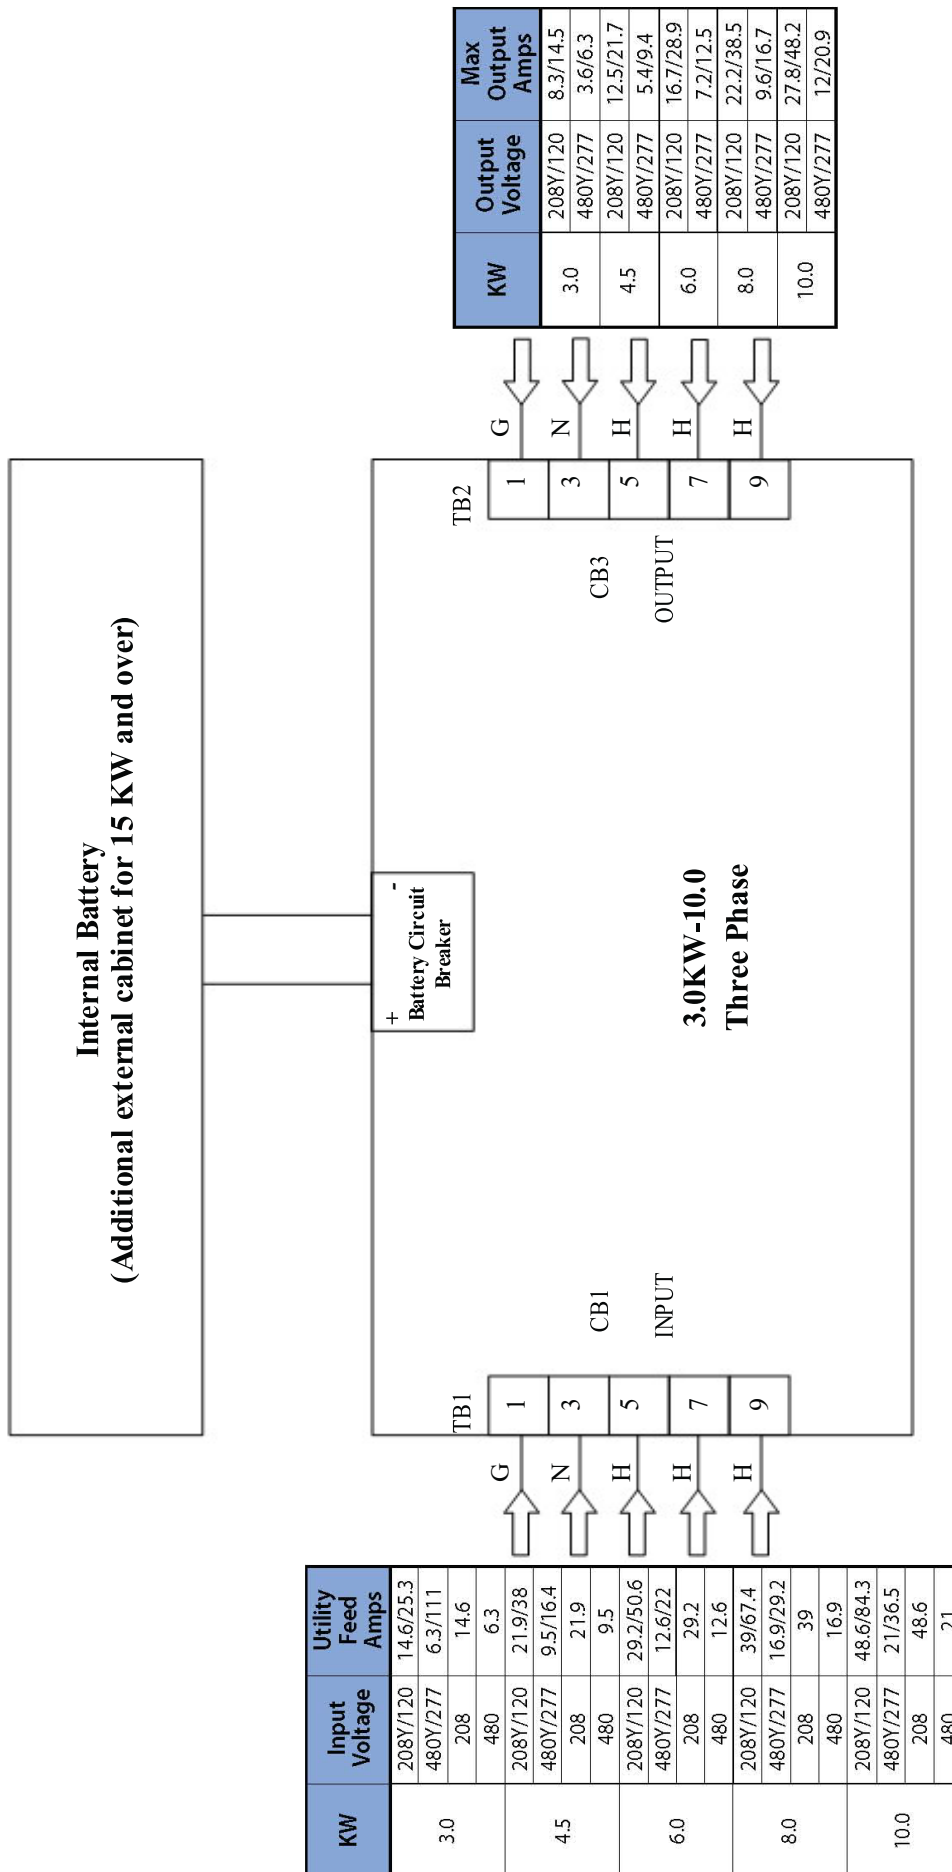 Internal Battery
(Additional external cabinet for 15 KW and over)
+ -
Battery Circuit
Breaker
3.0KW-10.0
Three Phase
TB1
G 1
N 3
H 5
H 7
H 9
CB1
INPUT
TB2
1 G
3 N
5 H
7 H
9 H
CB3
OUTPUT
KW Input Voltage Utility Feed Amps
3.0 208Y/120 14.6/25.3
480Y/277 6.3/111
208 14.6
480 6.3
4.5 208Y/120 21.9/38
480Y/277 9.5/16.4
208 21.9
480 9.5
6.0 208Y/120 29.2/50.6
480Y/277 12.6/22
208 29.2
480 12.6
8.0 208Y/120 39/67.4
480Y/277 16.9/29.2
208 39
480 16.9
10.0 208Y/120 48.6/84.3
480Y/277 21/36.5
208 48.6
480 21
KW Output Voltage Max Output Amps
3.0 208Y/120 8.3/14.5
480Y/277 3.6/6.3
4.5 208Y/120 12.5/21.7
480Y/277 5.4/9.4
6.0 208Y/120 16.7/28.9
480Y/277 7.2/12.5
8.0 208Y/120 22.2/38.5
480Y/277 9.6/16.7
10.0 208Y/120 27.8/48.2
480Y/277 12/20.9